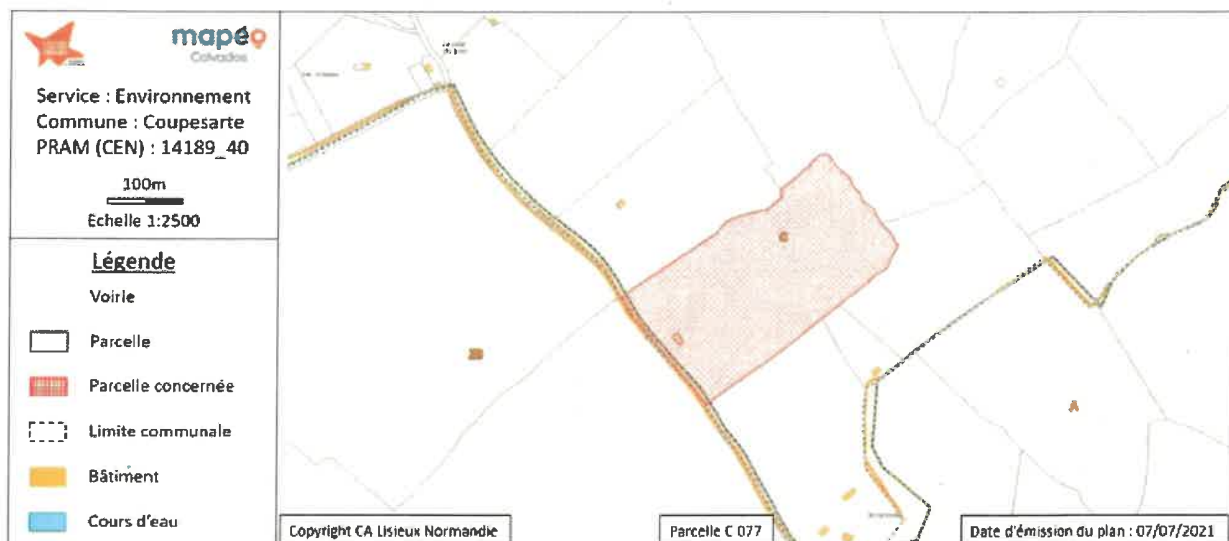 mapéo
Calvados
Service : Environnement
Commune : Coupesarte
PRAM (CEN) : 14189_40
100m
Echelle 1:2500
Légende
Voirie
Parcelle
Parcelle concernée
Limite communale
Bâtiment
Cours d'eau
C
A
Copyright CA Lisieux Normandie
Parcelle C 077
Date d'émission du plan : 07/07/2021